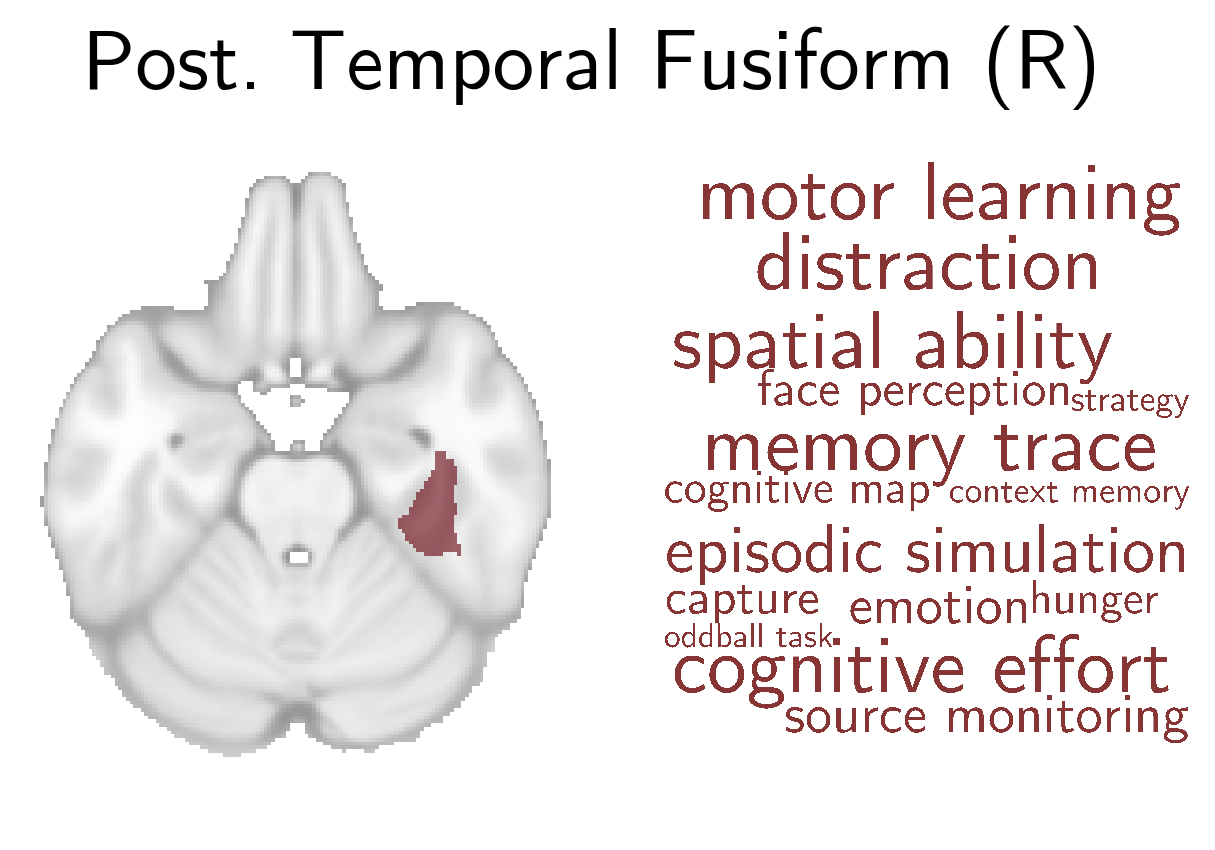 Post. Temporal Fusiform (R)
motor learning
distraction
spatial ability
face perception strategy
memory trace
cognitive map context memory
episodic simulation
capture emotion hunger
oddball task
cognitive effort
source monitoring